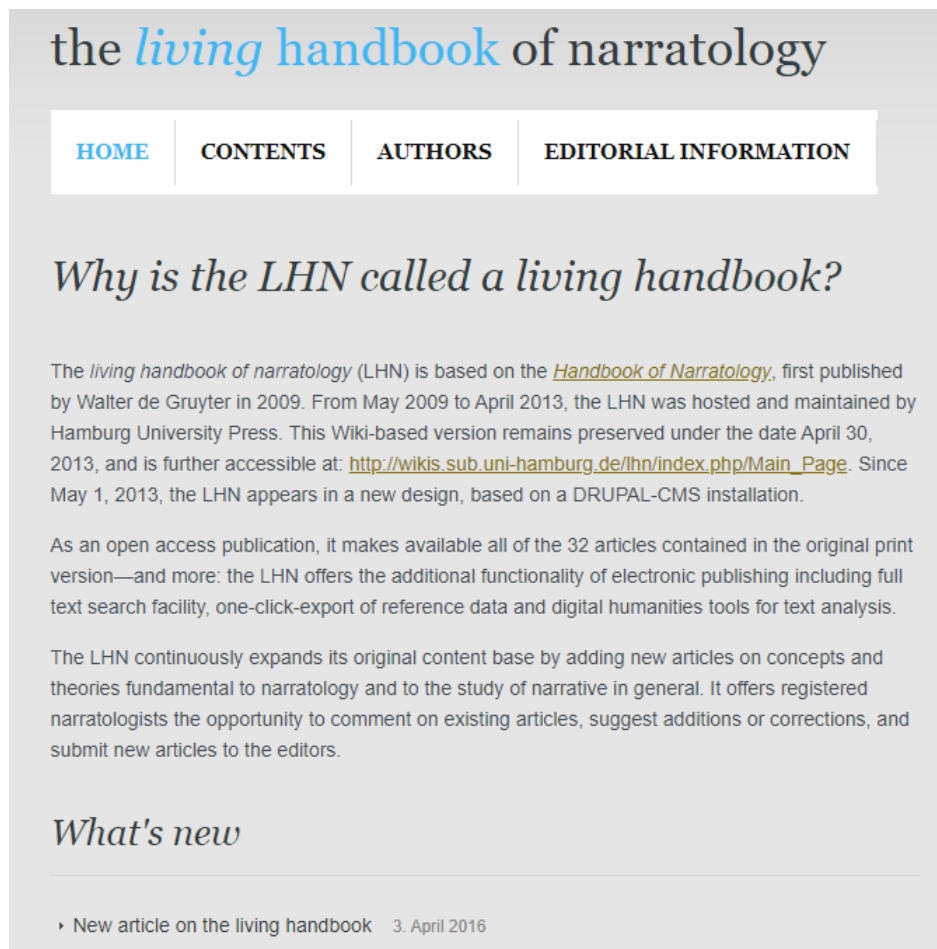 the living handbook of narratology
HOME CONTENTS AUTHORS EDITORIAL INFORMATION
Why is the LHN called a living handbook?
The living handbook of narratology (LHN) is based on the Handbook of Narratology, first published
by Walter de Gruyter in 2009. From May 2009 to April 2013, the LHN was hosted and maintained by
Hamburg University Press. This Wiki-based version remains preserved under the date April 30,
2013, and is further accessible at: http://wikis.sub.uni-hamburg.de/lhn/index.php/Main_Page. Since
May 1, 2013, the LHN appears in a new design, based on a DRUPAL-CMS installation.
As an open access publication, it makes available all of the 32 articles contained in the original print
version—and more: the LHN offers the additional functionality of electronic publishing including full
text search facility, one-click-export of reference data and digital humanities tools for text analysis.
The LHN continuously expands its original content base by adding new articles on concepts and
theories fundamental to narratology and to the study of narrative in general. It offers registered
narratologists the opportunity to comment on existing articles, suggest additions or corrections, and
submit new articles to the editors.
What's new
New article on the living handbook 3. April 2016